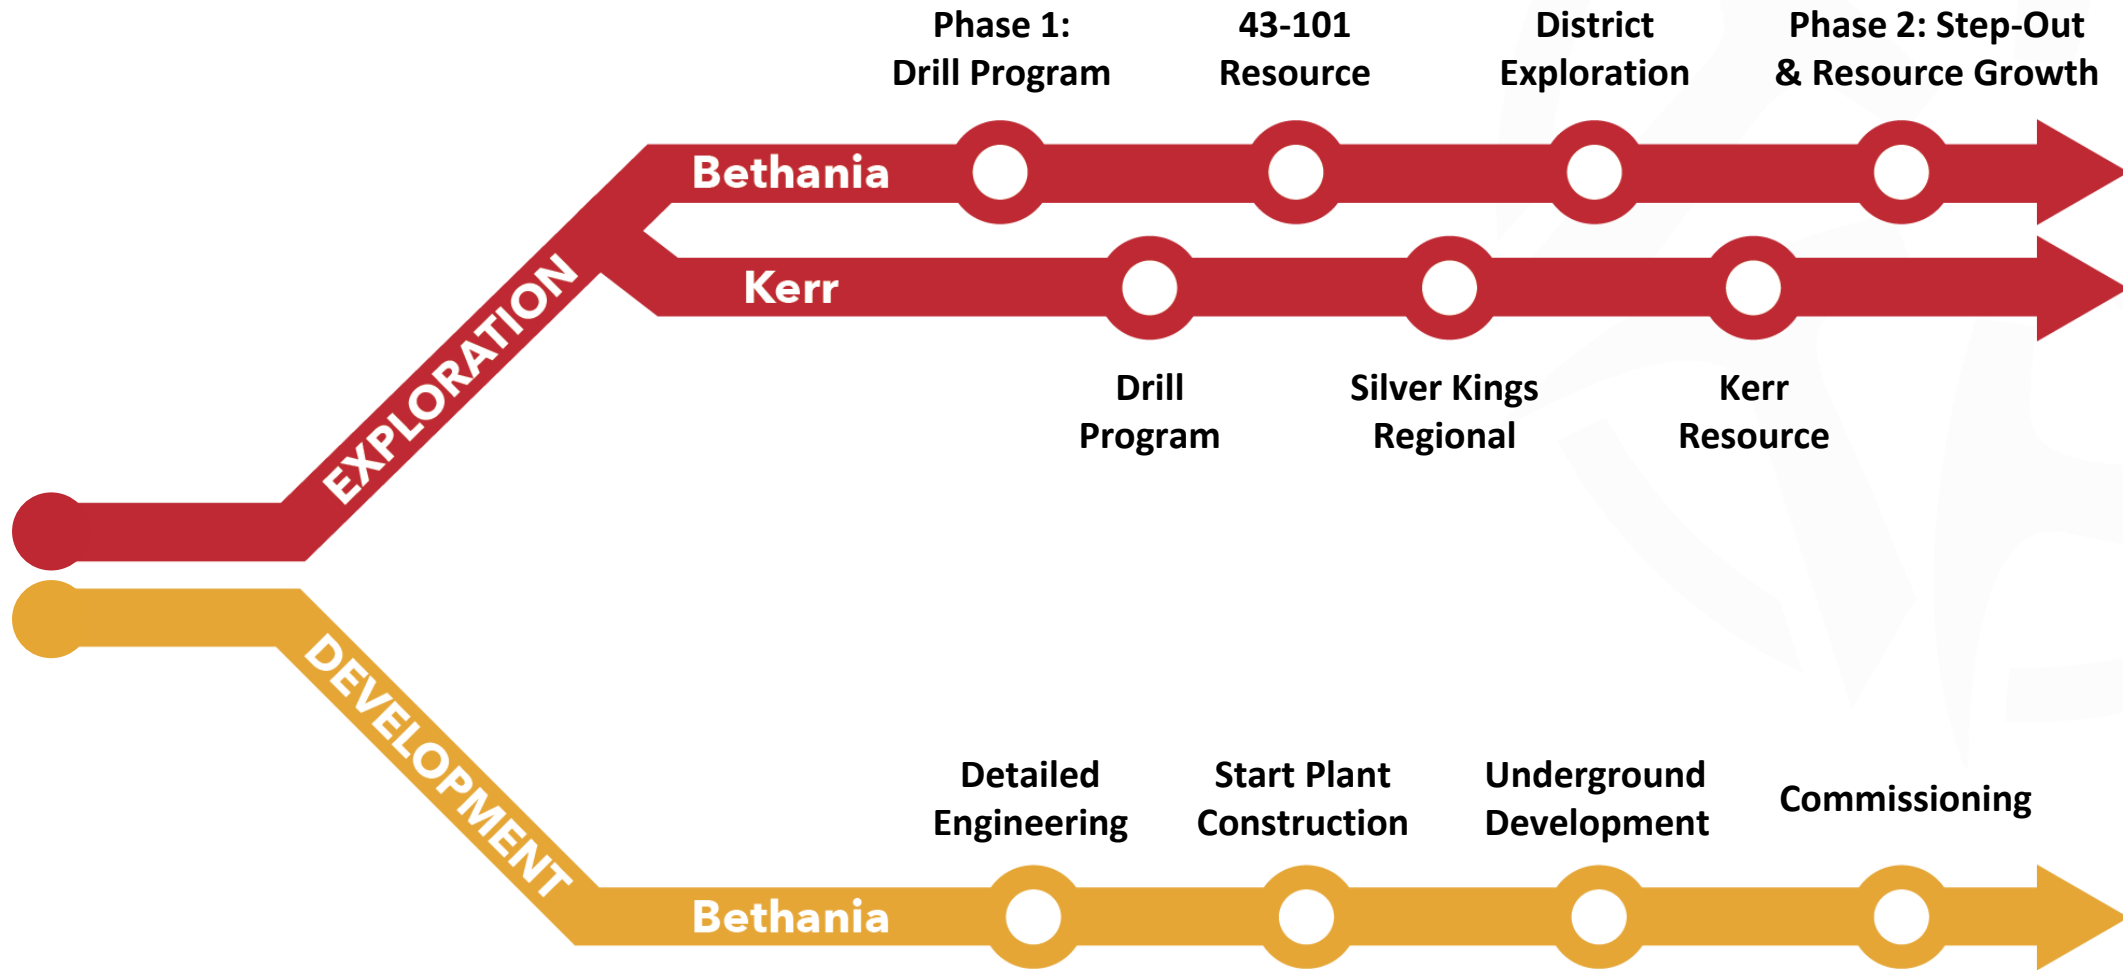 Phase 1:
Drill Program
43-101
Resource
District
Exploration
Phase 2: Step-Out
& Resource Growth
Bethania
Kerr
EXPLORATION
Drill
Program
Silver Kings
Regional
Kerr
Resource
DEVELOPMENT
Detailed
Engineering
Start Plant
Construction
Underground
Development
Commissioning
Bethania